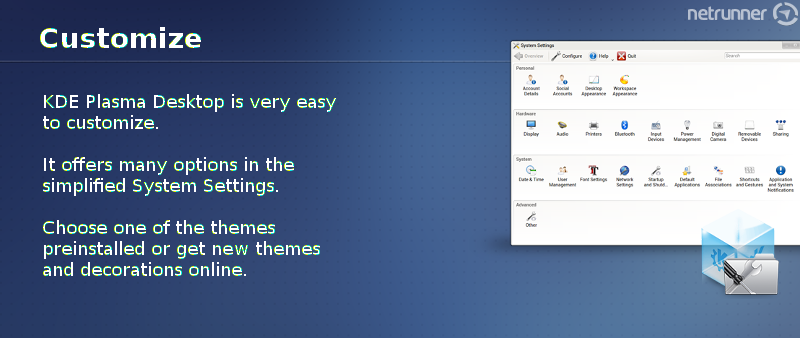 netrunner
Customize
KDE Plasma Desktop is very easy
to customize.
It offers many options in the
simplified System Settings.
Choose one of the themes
preinstalled or get new themes
and decorations online.
System Settings
Overview Configure Help Quit Search
Personal
Account Details
Social Accounts
Desktop Appearance
Workspace Appearance
Hardware
Display
Audio
Printers
Bluetooth
Input Devices
Power Management
Digital Camera
Removable Devices
Sharing
System
Date & Time
User Management
Font Settings
Network Settings
Startup and Shutd...
Default Applications
File Associations
Shortcuts and Gestures
Application and System Notifications
Advanced
Other